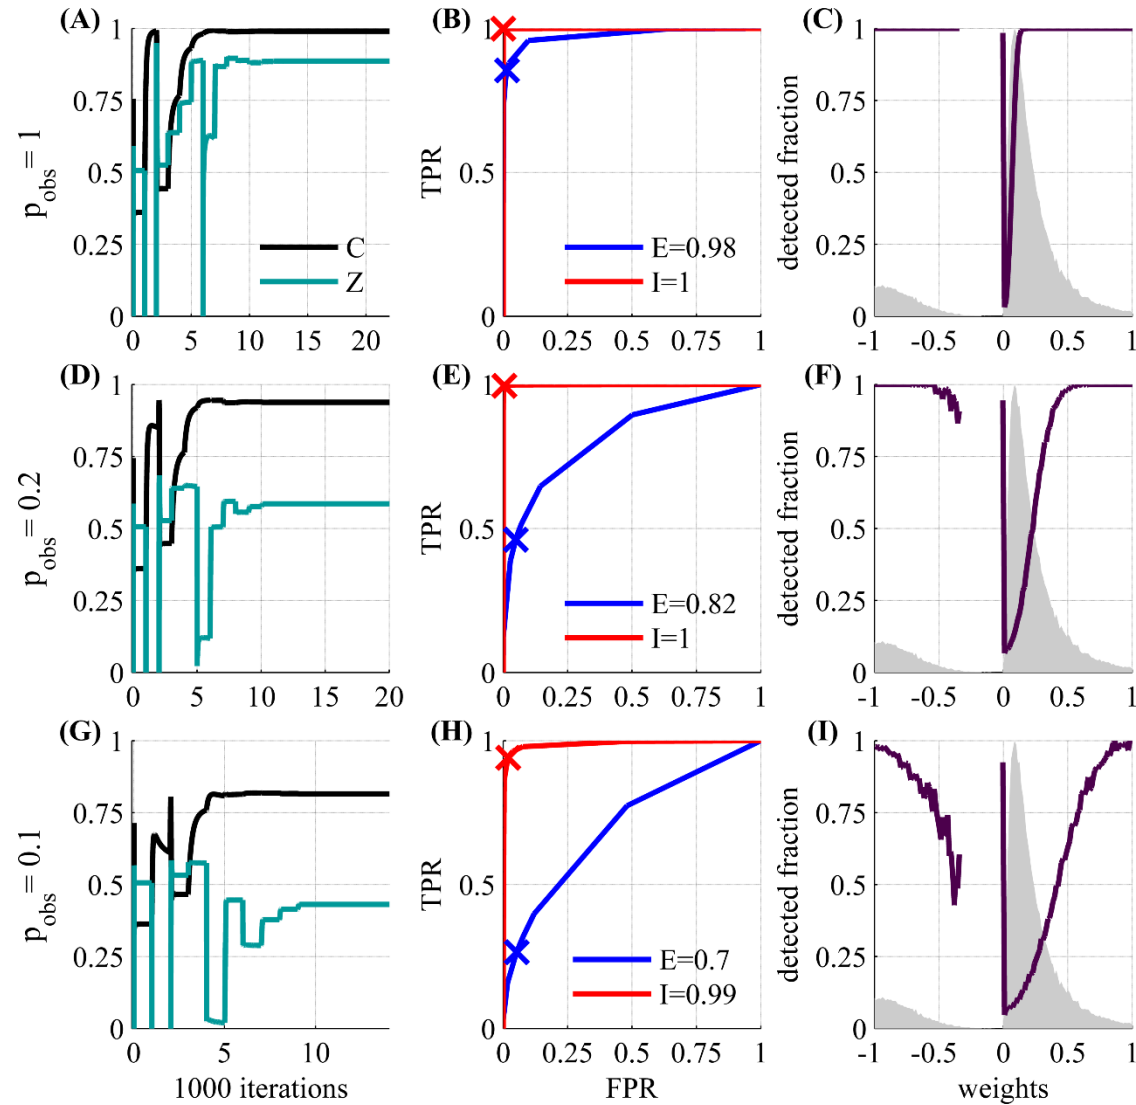 (A)
1
0.75
0.5
0.25
0
p_obs = 1
C
Z
0 5 10 15 20
(B)
1
0.5
0
TPR
E=0.98
I=1
0 0.25 0.5 0.75 1
(C)
1
0.75
0.5
0.25
0
detected fraction
-1 -0.5 0 0.5 1
(D)
1
0.75
0.5
0.25
0
p_obs = 0.2
0 5 10 15 20
(E)
1
0.5
0
TPR
E=0.82
I=1
0 0.25 0.5 0.75 1
(F)
1
0.75
0.5
0.25
0
detected fraction
-1 -0.5 0 0.5 1
(G)
1
0.75
0.5
0.25
0
p_obs = 0.1
0 5 10
1000 iterations
(H)
1
0.5
0
TPR
E=0.7
I=0.99
0 0.25 0.5 0.75 1
FPR
(I)
1
0.75
0.5
0.25
0
detected fraction
-1 -0.5 0 0.5 1
weights